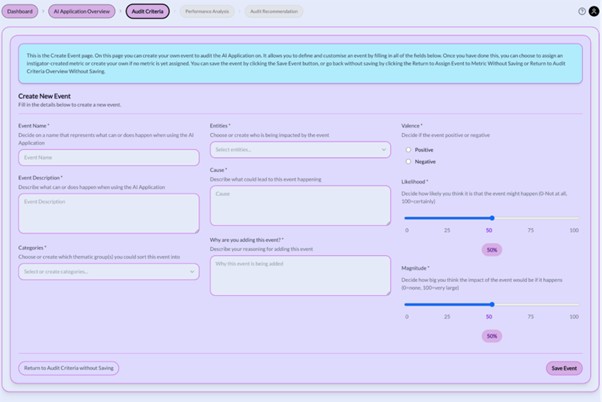 Dashboard
AI Application Overview
Audit Criteria
Performance Analysis
Audit Recommendation
This is the Create Event page. On this page you can create your own event to audit the AI Application on. It allows you to define and customise an event by filling in all of the fields below. Once you have done this, you can choose to assign an
instigator-created metric or create your own if no metric is yet assigned. You can save the event by clicking the Save Event button, or go back without saving by clicking the Return to Assign Event to Metric Without Saving or Return to Audit
Criteria Overview Without Saving.
Create New Event
Fill in the details below to create a new event.
Event Name *
Decide on a name that represents what can or does happen when using the AI
Application
Event Name
Event Description *
Describe what can or does happen when using the AI Application
Event Description
Categories *
Choose or create which thematic group(s) you could sort this event into
Select or create categories...
Entities *
Choose or create who is being impacted by the event
Select entities...
Cause *
Describe what could lead to this event happening
Cause
Why are you adding this event? *
Describe your reasoning for adding this event
Why this event is being added
Valence *
Decide if the event positive or negative
Positive
Negative
Likelihood *
Decide how likely you think it is that the event might happen (0 Not at all,
100=certainly)
0 25 50 75 100
50%
Magnitude *
Decide how big you think the impact of the event would be if it happens
(0=none, 100=very large)
0 25 50 75 100
50%
Return to Audit Criteria without Saving
Save Event